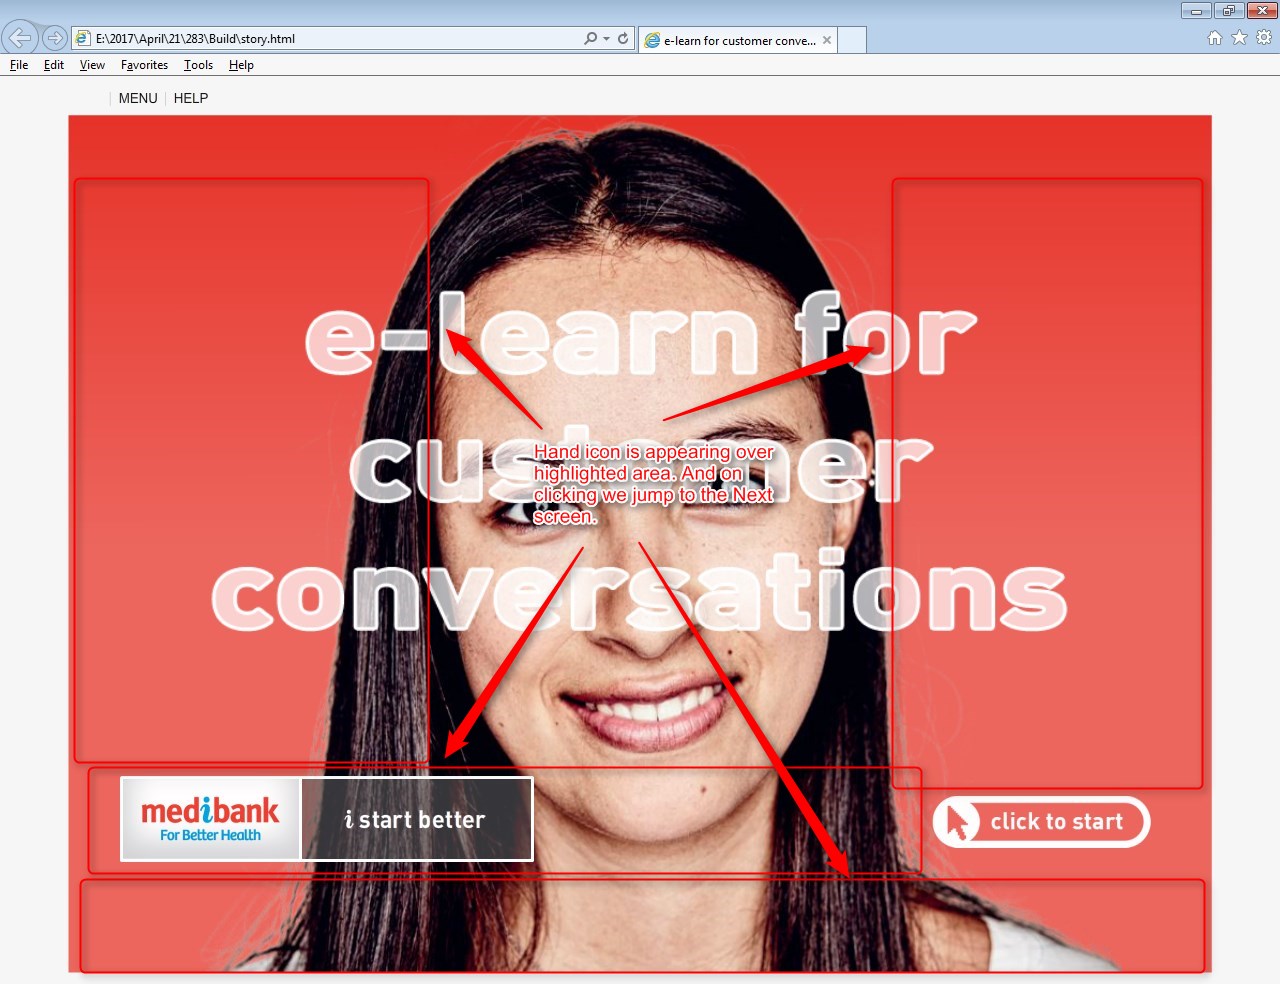 E:\2017\April\21\283\Build\story.html
e-learn for customer conve...
File Edit View Favorites Tools Help
MENU HELP
e-learn for
customer
conversations
Hand icon is appearing over
highlighted area. And on
clicking we jump to the Next
screen.
medibank
For Better Health
i start better
click to start